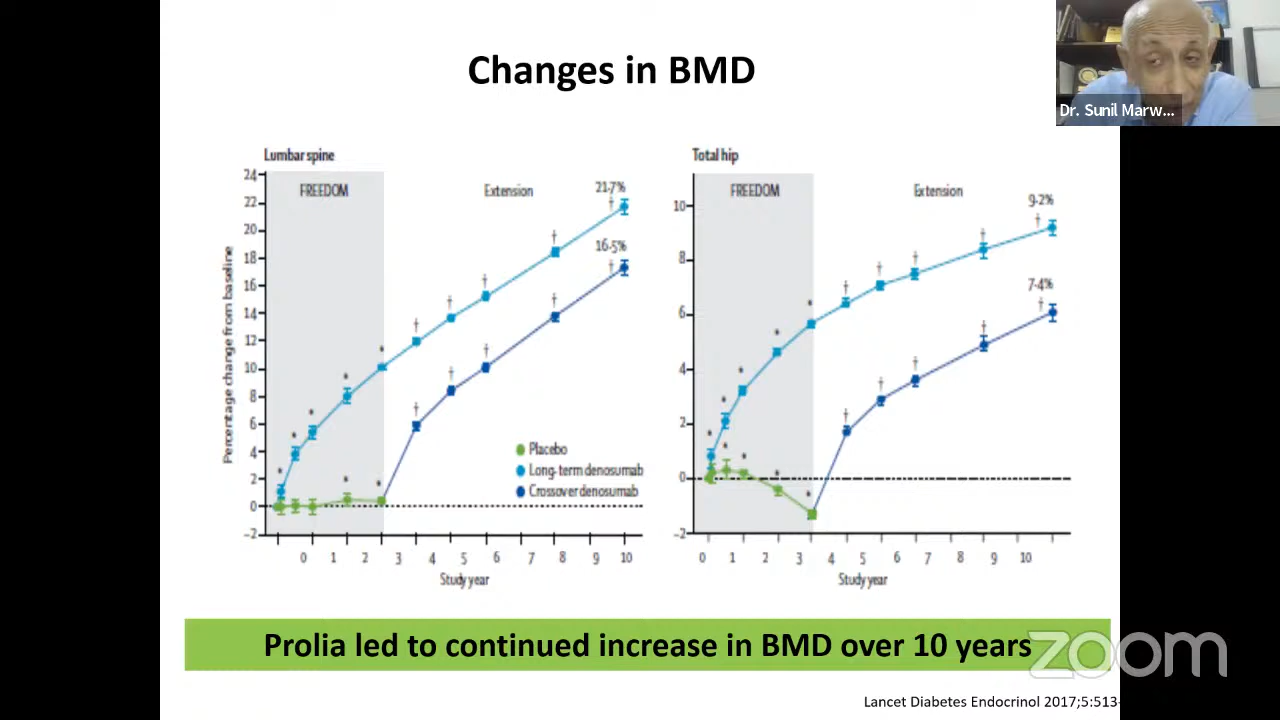 Changes in BMD
Dr. Sunil Marw...
Lumbar spine
24
22
20
18
16
14
12
10
8
6
4
2
0
-2
Percentage change from baseline
FREEDOM
Extension
21·7%
†
16·5%
†
† † † † †
† † † †
* * * * *
* *
Placebo
Long-term denosumab
Crossover denosumab
0 1 2 3 4 5 6 7 8 9 10
Study year
Total hip
10
8
6
4
2
0
-2
FREEDOM
Extension
9·2%
†
7·4%
†
† † † †
† † † †
* * * * *
* * * *
0 1 2 3 4 5 6 7 8 9 10
Study year
Prolia led to continued increase in BMD over 10 years
zoom
Lancet Diabetes Endocrinol 2017;5:513-